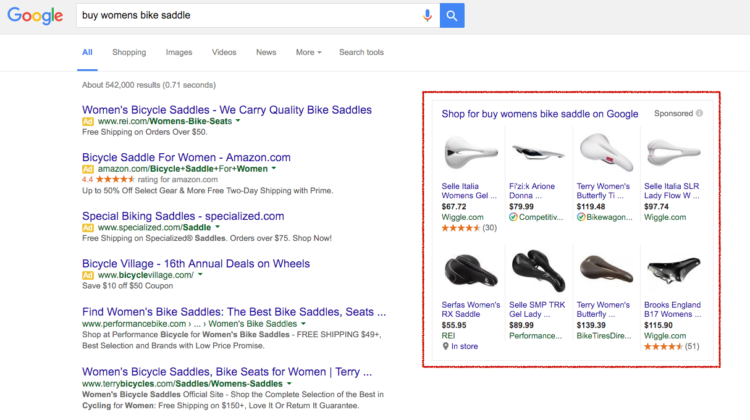 Google
buy womens bike saddle
All Shopping Images Videos News More Search tools
About 542,000 results (0.71 seconds)
Women's Bicycle Saddles - We Carry Quality Bike Saddles
Ad www.rei.com/Womens-Bike-Seats
Free Shipping on Orders Over $50.
Bicycle Saddle For Women - Amazon.com
Ad amazon.com/Bicycle+Saddle+For+Women
4.4 rating for amazon.com
Up to 50% Off Select Gear & More Free Two-Day Shipping with Prime.
Special Biking Saddles - specialized.com
Ad www.specialized.com/Saddle
Free Shipping on Specialized® Saddles. Orders over $75. Shop Now!
Bicycle Village - 16th Annual Deals on Wheels
Ad www.bicyclevillage.com/
Save $10 off $50 Coupon
Find Women's Bike Saddles: The Best Bike Saddles, Seats ...
www.performancebike.com › ... › Women's Bike Saddles
Shop at Performance Bicycle for Women's Bike Saddles - FREE SHIPPING $49+,
Best Selection and Brands with Low Price Promise.
Women's Bicycle Saddles, Bike Seats for Women | Terry ...
www.terrybicycles.com/Saddles/Womens-Saddles
Women's Bicycle Saddles Official Site - Shop the Complete Selection of the Best in
Cycling for Women: Free Shipping on $150+, Love It Or Return It Guarantee.
Shop for buy womens bike saddle on Google Sponsored
Selle Italia
Womens Gel ...
$67.72
Wiggle.com
(30)
Fi'zi:k Arione
Donna ...
$79.99
Competitiv...
Terry Women's
Butterfly Ti ...
$119.48
Bikewagon...
Selle Italia SLR
Lady Flow W ...
$97.74
Wiggle.com
Serfas Women's
RX Saddle
$55.95
REI
In store
Selle SMP TRK
Gel Lady ...
$89.99
Performance...
Terry Women's
Butterfly ...
$139.39
BikeTiresDire...
Brooks England
B17 Womens ...
$115.90
Wiggle.com
(51)